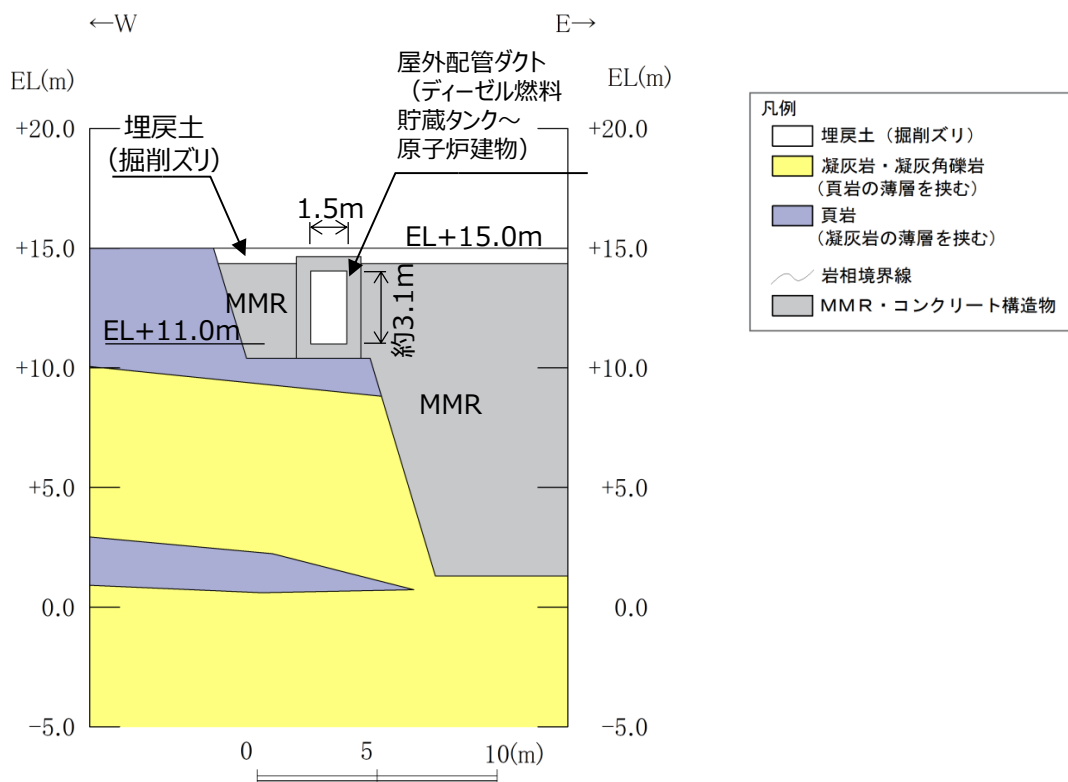 ←W
E→
EL(m)
EL(m)
屋外配管ダクト
(ディーゼル燃料
貯蔵タンク～
原子炉建物)
埋戻土
(掘削ズリ)
+20.0
+20.0
1.5m
EL+15.0m
+15.0
+15.0
MMR
約3.1m
EL+11.0m
+10.0
+10.0
MMR
+5.0
+5.0
0.0
0.0
−5.0
−5.0
0
5
10(m)
凡例
埋戻土（掘削ズリ）
凝灰岩・凝灰角礫岩
(頁岩の薄層を挟む)
頁岩
(凝灰岩の薄層を挟む)
岩相境界線
ＭＭＲ・コンクリート構造物